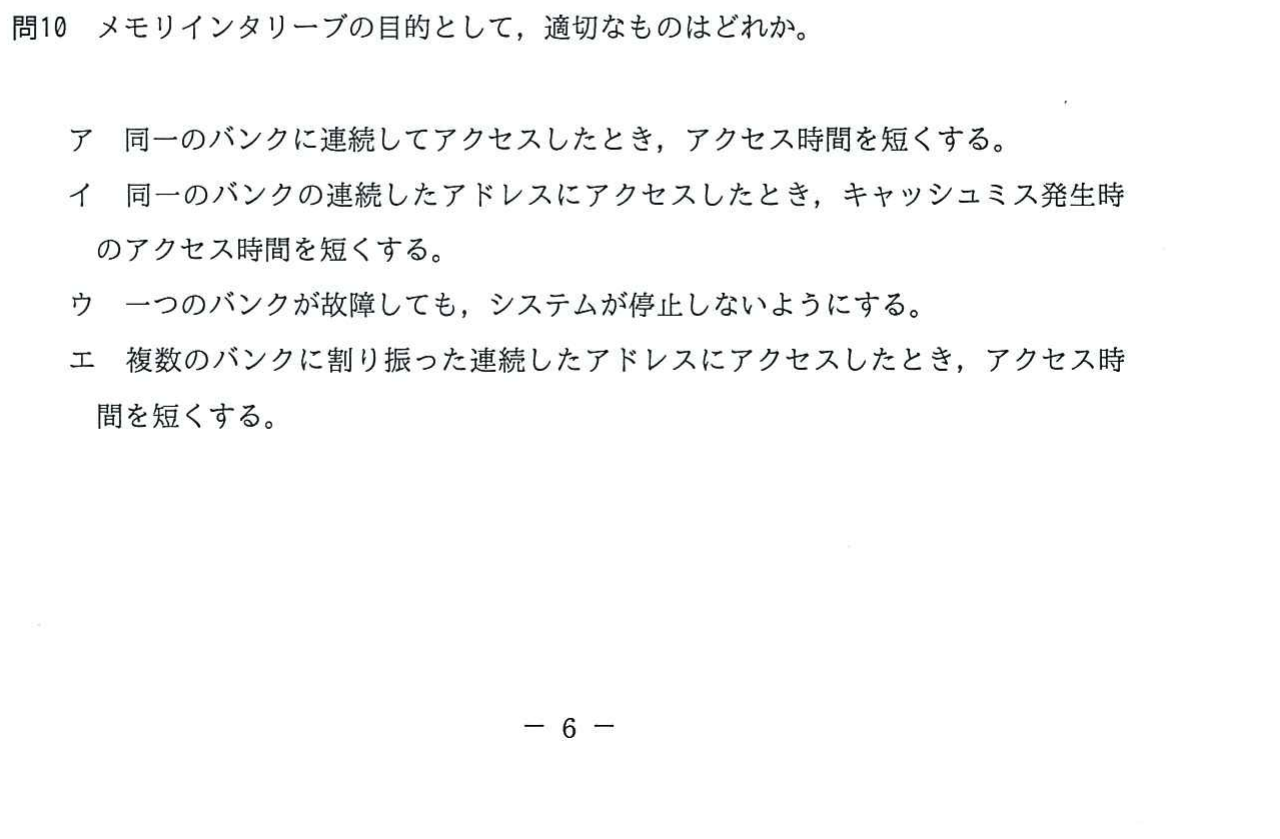 問10　メモリインタリーブの目的として，適切なものはどれか。
ア　同一のバンクに連続してアクセスしたとき，アクセス時間を短くする。
イ　同一のバンクの連続したアドレスにアクセスしたとき，キャッシュミス発生時
のアクセス時間を短くする。
ウ　一つのバンクが故障しても，システムが停止しないようにする。
エ　複数のバンクに割り振った連続したアドレスにアクセスしたとき，アクセス時
間を短くする。
－ 6 －